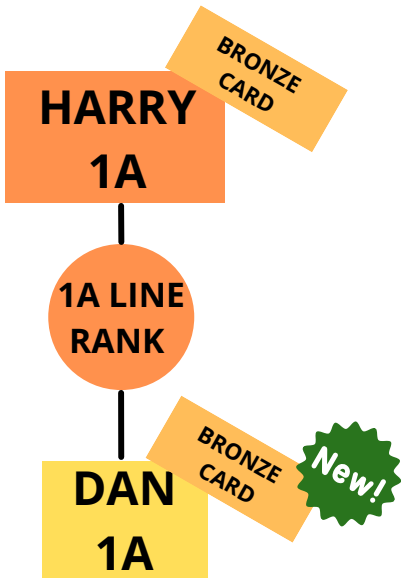 BRONZE
CARD
HARRY
1A
1A LINE
RANK
BRONZE
CARD
New!
DAN
1A